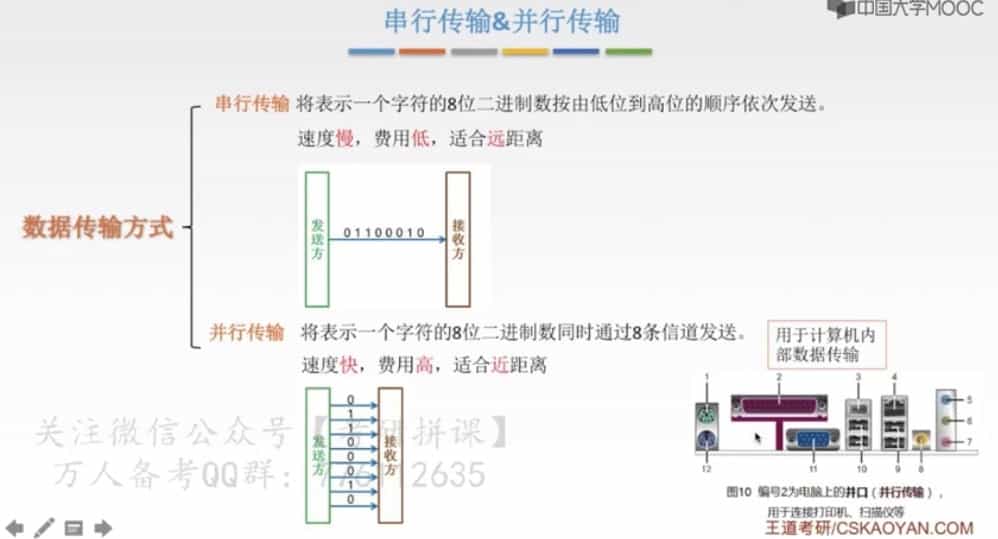 中国大学MOOC
串行传输&并行传输
串行传输 将表示一个字符的8位二进制数按由低位到高位的顺序依次发送。
速度慢，费用低，适合远距离
发送方
01100010
接收方
数据传输方式
并行传输 将表示一个字符的8位二进制数同时通过8条信道发送。
速度快，费用高，适合近距离
用于计算机内
部数据传输
发送方
0
1
1
0
0
0
1
0
接收方
1
2
3
4
5
6
7
8
9
10
11
12
关注微信公众号【考研拼课】
万人备考QQ群：
2635
图10 编号2为电脑上的并口（并行传输），
用于连接打印机、扫描仪等
王道考研/CSKAOYAN.COM